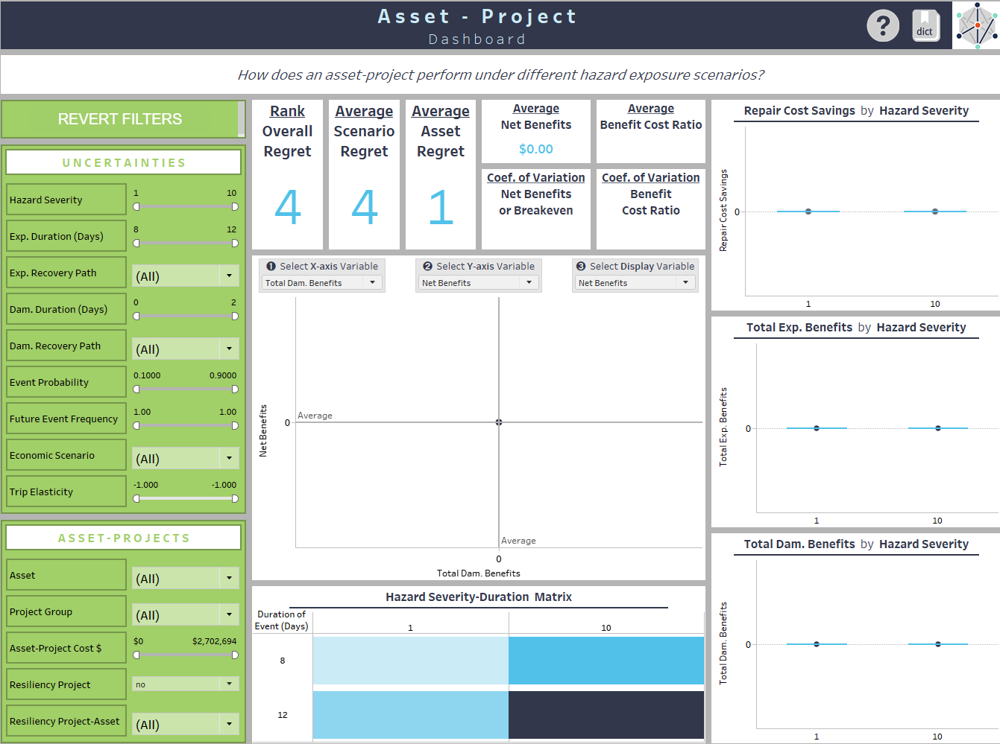 Asset - Project
Dashboard
?
dict
How does an asset-project perform under different hazard exposure scenarios?
REVERT FILTERS
UNCERTAINTIES
Hazard Severity
1 10
Exp. Duration (Days)
8 12
Exp. Recovery Path
(All)
Dam. Duration (Days)
0 2
Dam. Recovery Path
(All)
Event Probability
0.1000 0.9000
Future Event Frequency
1.00 1.00
Economic Scenario
(All)
Trip Elasticity
-1.000 -1.000
ASSET-PROJECTS
Asset
(All)
Project Group
(All)
Asset-Project Cost $
$0 $2,702,694
Resiliency Project
no
Resiliency Project-Asset
(All)
Rank
Overall
Regret
4
Average
Scenario
Regret
4
Average
Asset
Regret
1
Average
Net Benefits
$0.00
Average
Benefit Cost Ratio
Coef. of Variation
Net Benefits
or Breakeven
Coef. of Variation
Benefit
Cost Ratio
1 Select X-axis Variable
Total Dam. Benefits
2 Select Y-axis Variable
Net Benefits
3 Select Display Variable
Net Benefits
Net Benefits
0
Average
Average
0
Total Dam. Benefits
Hazard Severity-Duration Matrix
Duration of
Event (Days)
1 10
8
12
Repair Cost Savings by Hazard Severity
Repair Cost Savings
0
1 10
Total Exp. Benefits by Hazard Severity
Total Exp. Benefits
0
1 10
Total Dam. Benefits by Hazard Severity
Total Dam. Benefits
0
1 10